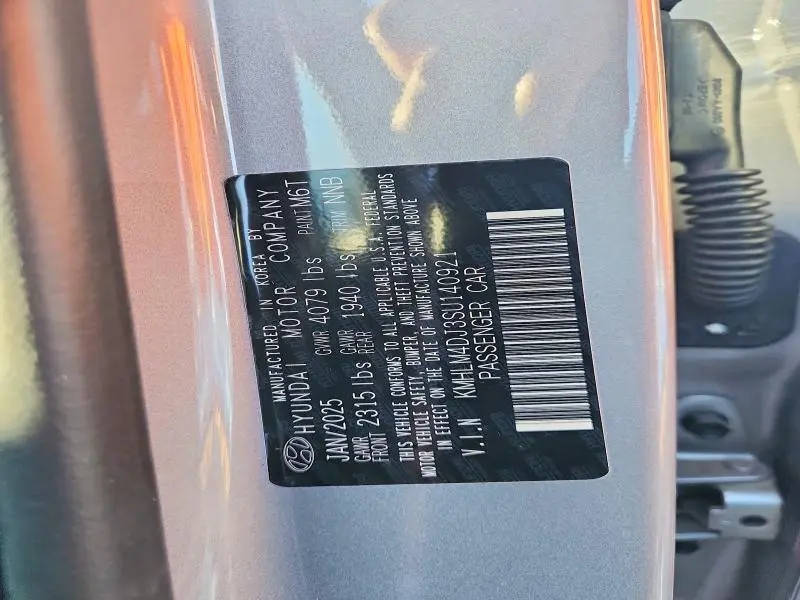 MANUFACTURED IN KOREA BY
HYUNDAI MOTOR COMPANY
JAN/2025 GVWR 4079 lbs PAINT M6T
GAWR FRONT 2315 lbs GAWR REAR 1940 lbs TRIM NNB
THIS VEHICLE CONFORMS TO ALL APPLICABLE U.S.A. FEDERAL
MOTOR VEHICLE SAFETY, BUMPER, AND THEFT PREVENTION STANDARDS
IN EFFECT ON THE DATE OF MANUFACTURE SHOWN ABOVE
V.I.N KMHLM4DJ3SU140921
PASSENGER CAR